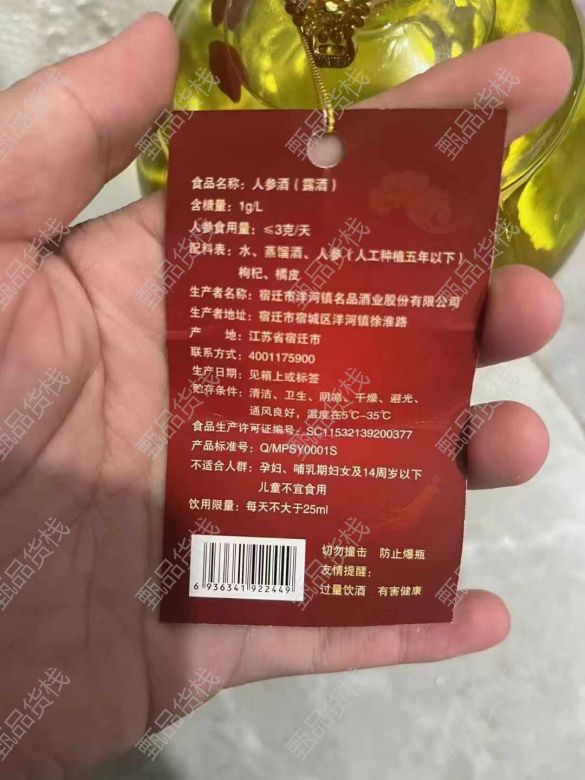 食品名称：人参酒（露酒）
含糖量：1g/L
人参食用量：≤3克/天
配料表：水、蒸馏酒、人参（人工种植五年以下）
枸杞、橘皮
生产者名称：宿迁市洋河镇名品酒业股份有限公司
生产者地址：宿迁市宿城区洋河镇徐淮路
产 地：江苏省宿迁市
联系方式：4001175900
生产日期：见箱上或标签
贮存条件：清洁、卫生、阴凉、干燥、避光、
通风良好，温度在5℃-35℃
食品生产许可证编号：SC11532139200377
产品标准号：Q/MPSY0001S
不适合人群：孕妇、哺乳期妇女及14周岁以下
儿童不宜食用
饮用限量：每天不大于25ml
切勿撞击 防止爆瓶
友情提醒：
过量饮酒 有害健康
6 936341 922449
甄品货栈